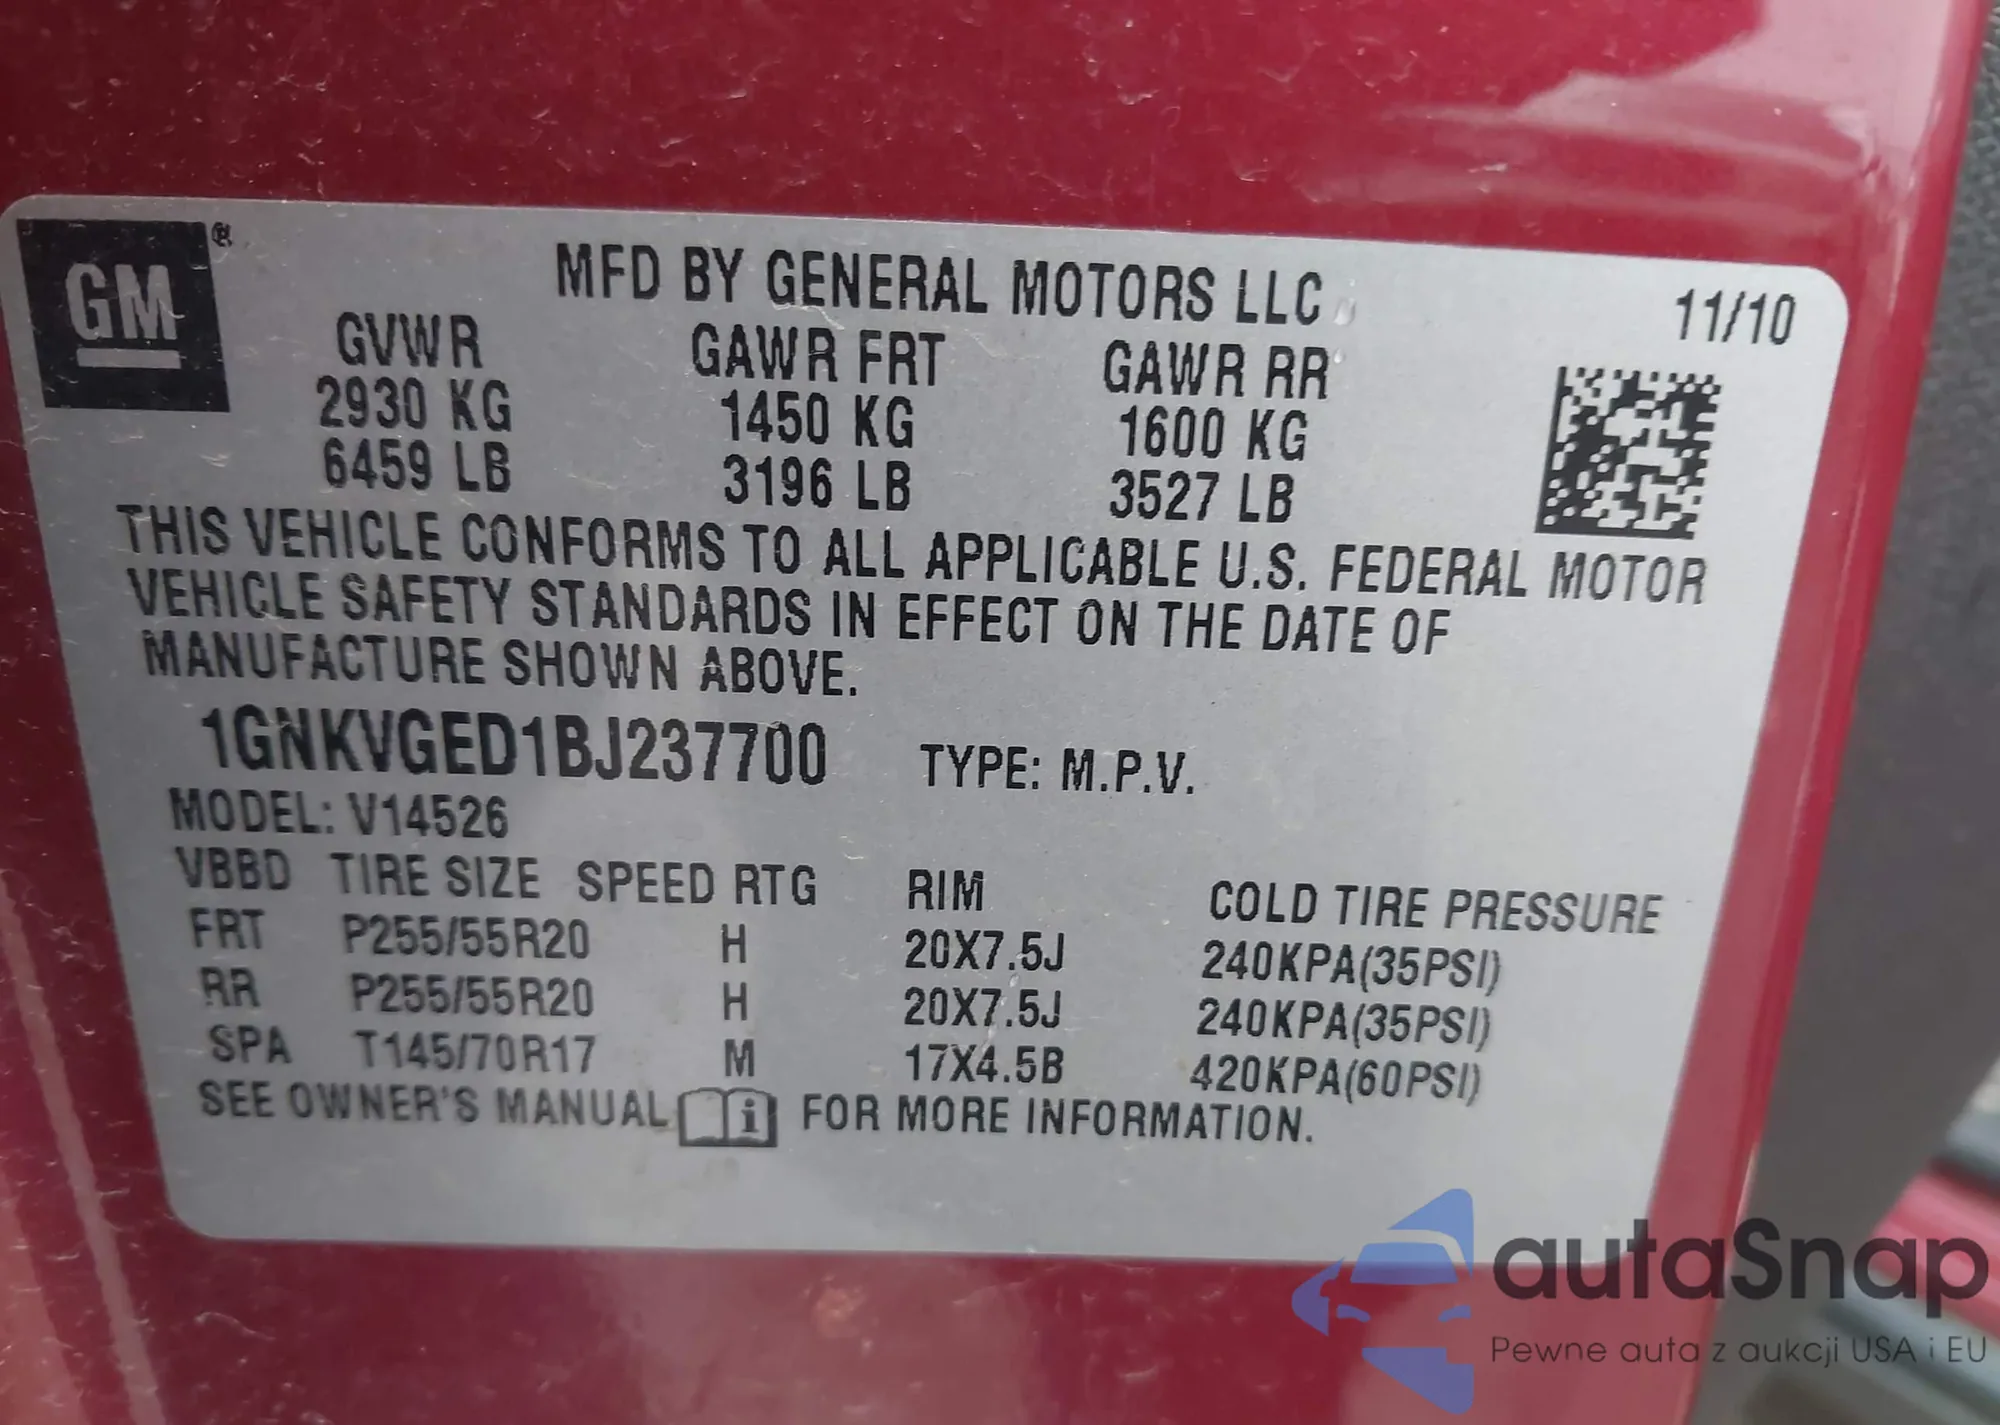 GM®
MFD BY GENERAL MOTORS LLC 11/10
GVWR GAWR FRT GAWR RR
2930 KG 1450 KG 1600 KG
6459 LB 3196 LB 3527 LB
THIS VEHICLE CONFORMS TO ALL APPLICABLE U.S. FEDERAL MOTOR
VEHICLE SAFETY STANDARDS IN EFFECT ON THE DATE OF
MANUFACTURE SHOWN ABOVE.
1GNKVGED1BJ237700 TYPE: M.P.V.
MODEL: V14526
VBBD TIRE SIZE SPEED RTG RIM COLD TIRE PRESSURE
FRT P255/55R20 H 20X7.5J 240KPA(35PSI)
RR P255/55R20 H 20X7.5J 240KPA(35PSI)
SPA T145/70R17 M 17X4.5B 420KPA(60PSI)
SEE OWNER'S MANUAL i FOR MORE INFORMATION.
autaSnap
Pewne auta z aukcji USA i EU